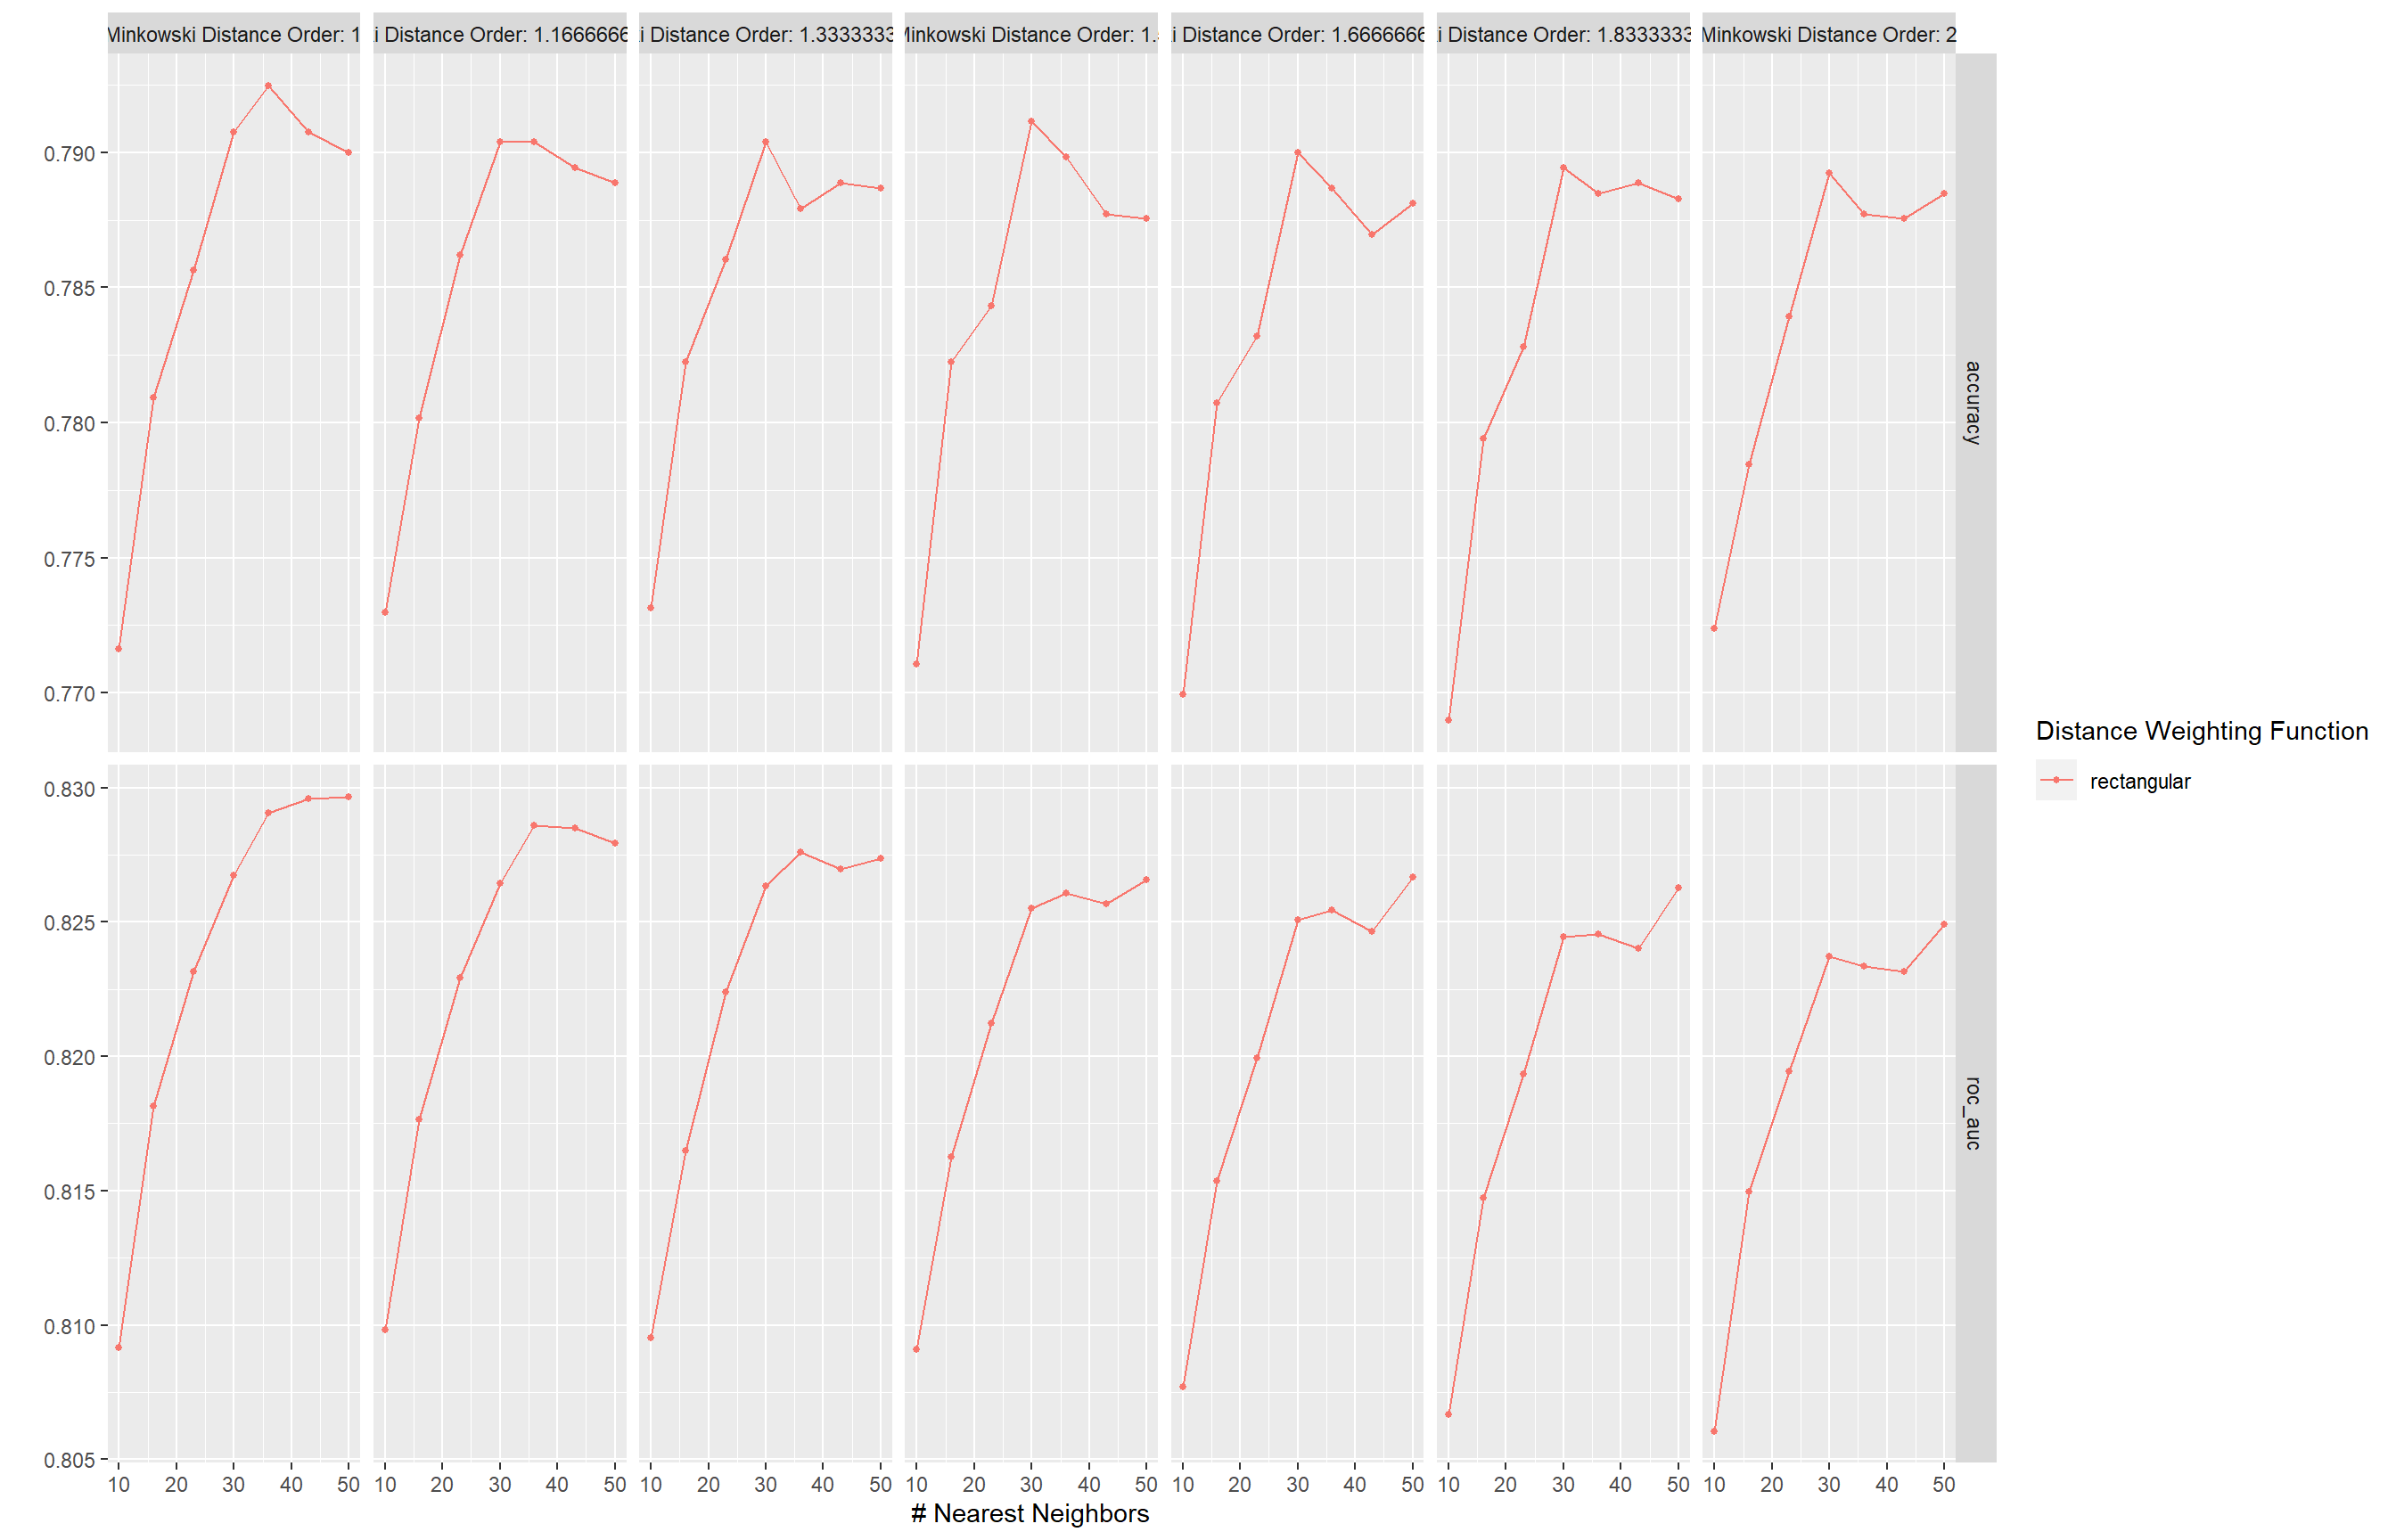 Minkowski Distance Order: 1
Distance Order: 1.1666666
Distance Order: 1.3333333
Minkowski Distance Order: 1.
Distance Order: 1.6666666
Distance Order: 1.8333333
Minkowski Distance Order: 2
0.790
0.785
0.780
0.775
0.770
accuracy
0.830
0.825
0.820
0.815
0.810
0.805
roc_auc
10 20 30 40 50
10 20 30 40 50
10 20 30 40 50
10 20 30 40 50
10 20 30 40 50
10 20 30 40 50
10 20 30 40 50
# Nearest Neighbors
Distance Weighting Function
rectangular